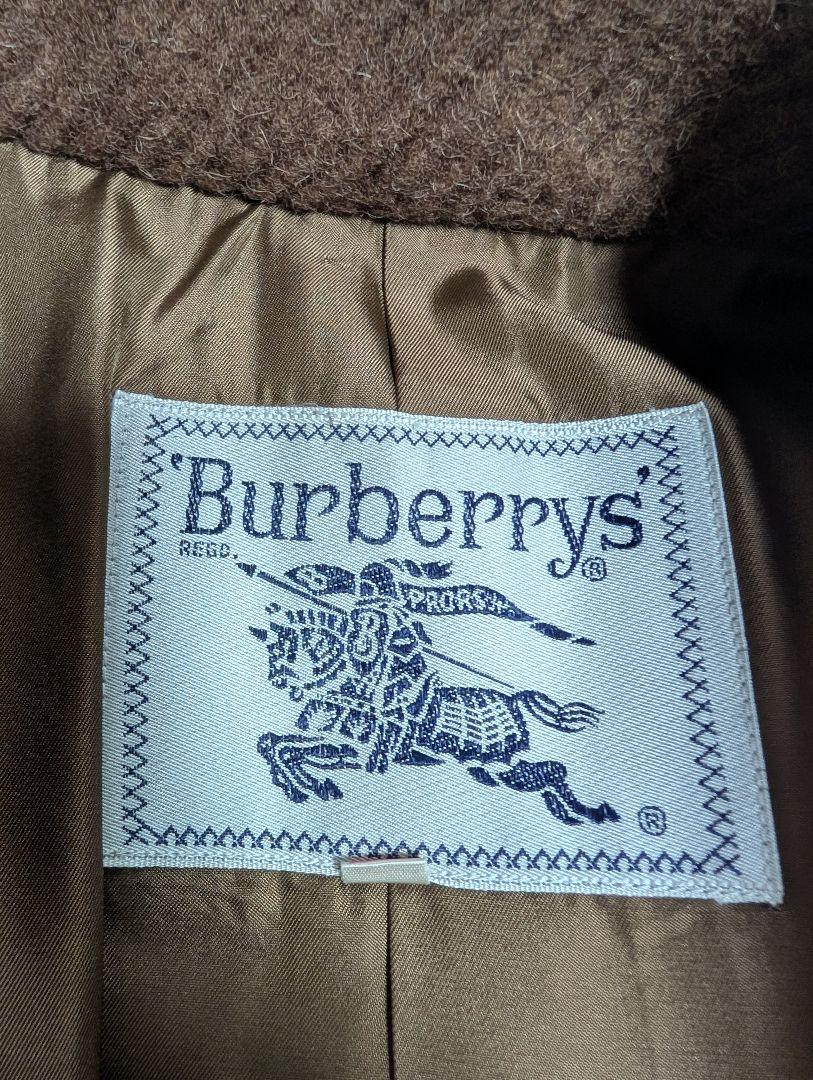 'Burberrys'
REGD.
®
PRORSUM
®